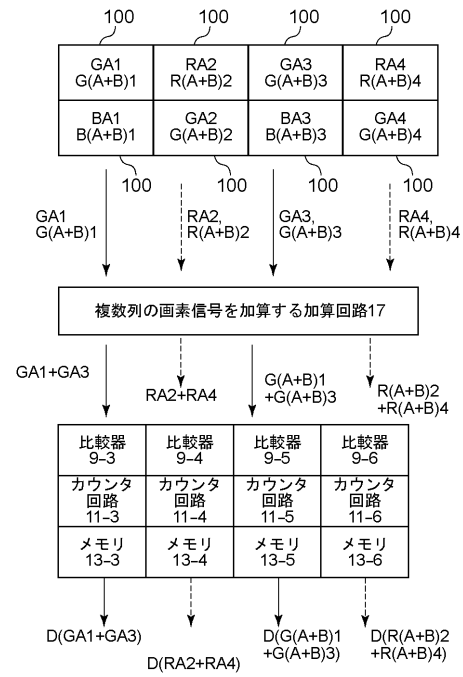 100 100 100 100
GA1 RA2 GA3 RA4
G(A+B)1 R(A+B)2 G(A+B)3 R(A+B)4
BA1 GA2 BA3 GA4
B(A+B)1 G(A+B)2 B(A+B)3 G(A+B)4
100 100 100 100
GA1 RA2, GA3, RA4,
G(A+B)1 R(A+B)2 G(A+B)3 R(A+B)4
複数列の画素信号を加算する加算回路17
GA1+GA3 RA2+RA4 G(A+B)1 R(A+B)2
+G(A+B)3 +R(A+B)4
比較器 比較器 比較器 比較器
9-3 9-4 9-5 9-6
カウンタ カウンタ カウンタ カウンタ
回路 回路 回路 回路
11-3 11-4 11-5 11-6
メモリ メモリ メモリ メモリ
13-3 13-4 13-5 13-6
D(GA1+GA3) D(RA2+RA4) D(G(A+B)1 D(R(A+B)2
+G(A+B)3) +R(A+B)4)